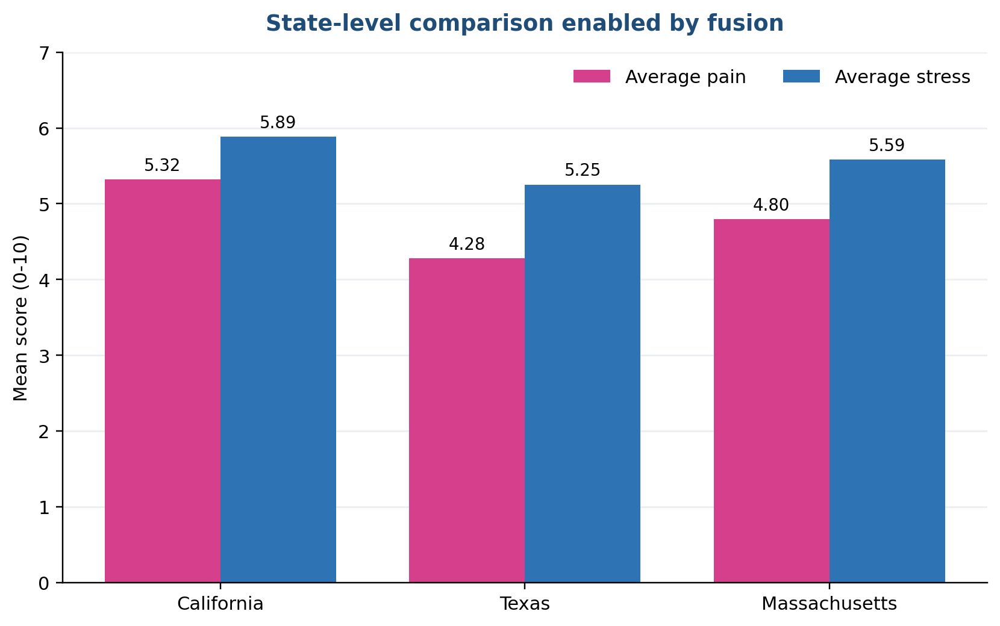 State-level comparison enabled by fusion
Average pain
Average stress
Mean score (0-10)
7
6
5
4
3
2
1
0
5.32
5.89
4.28
5.25
4.80
5.59
California
Texas
Massachusetts